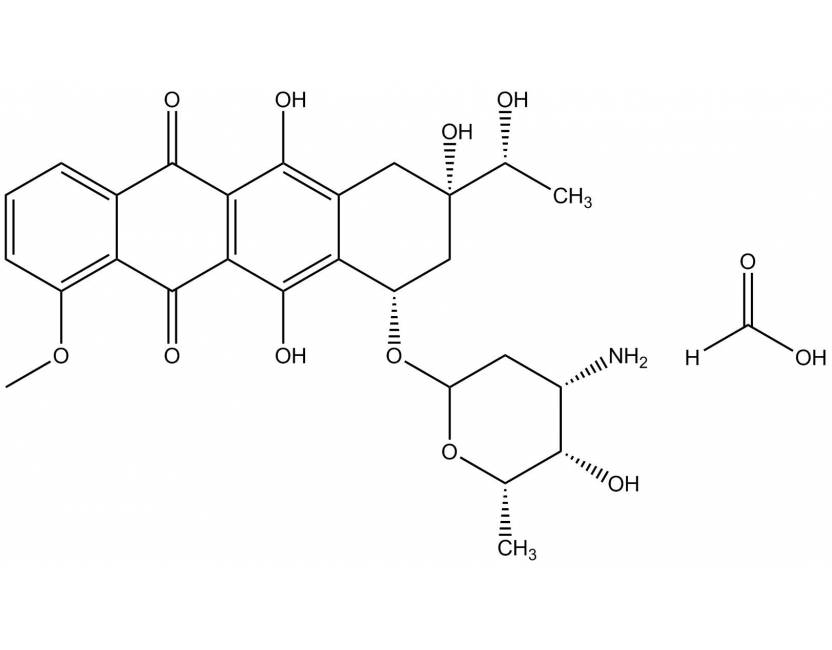 O OH OH
OH
CH3
O
O O OH O NH2 H OH
O
OH
CH3